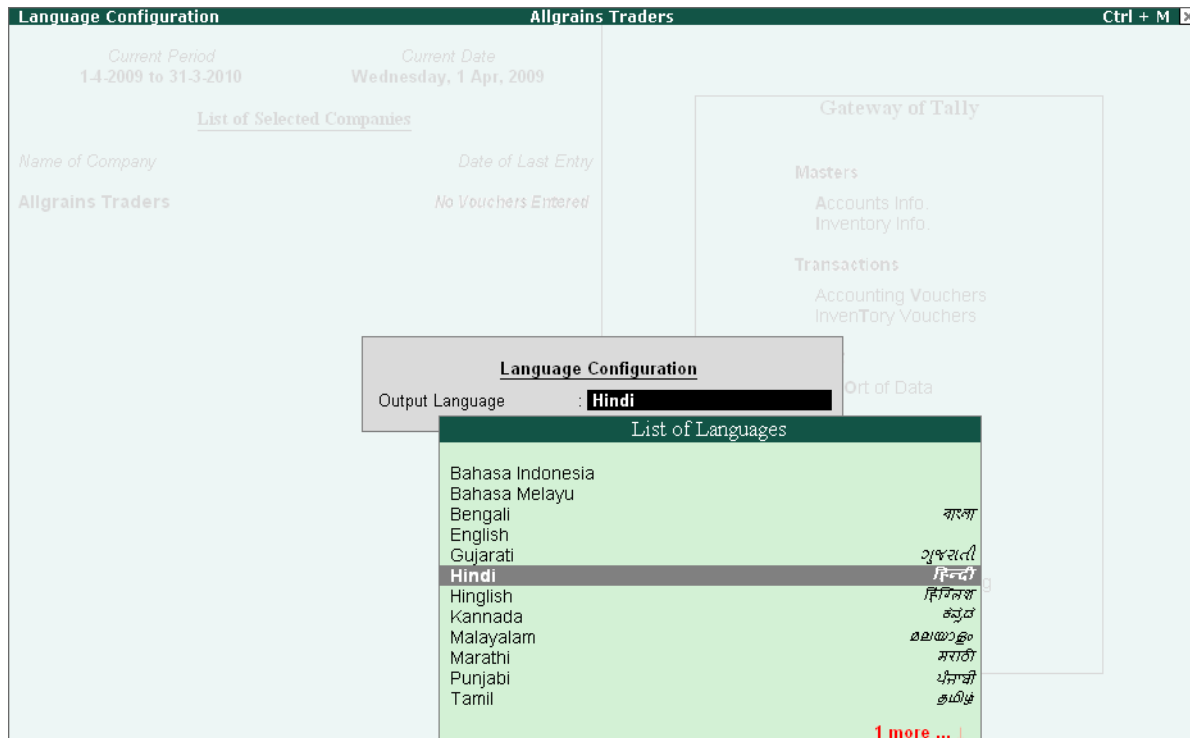 Language Configuration Allgrains Traders Ctrl + M
Current Period Current Date
1-4-2009 to 31-3-2010 Wednesday, 1 Apr, 2009
List of Selected Companies
Name of Company Date of Last Entry
Allgrains Traders No Vouchers Entered
Gateway of Tally
Masters
Accounts Info.
Inventory Info.
Transactions
Accounting Vouchers
InvenTory Vouchers
Ort of Data
Language Configuration
Output Language : Hindi
List of Languages
Bahasa Indonesia
Bahasa Melayu
Bengali বাংলা
English
Gujarati ગુજરાતી
Hindi हिन्दी
Hinglish हिंग्लिश
Kannada ಕನ್ನಡ
Malayalam മലയാളം
Marathi मराठी
Punjabi ਪੰਜਾਬੀ
Tamil தமிழ்
1 more ...